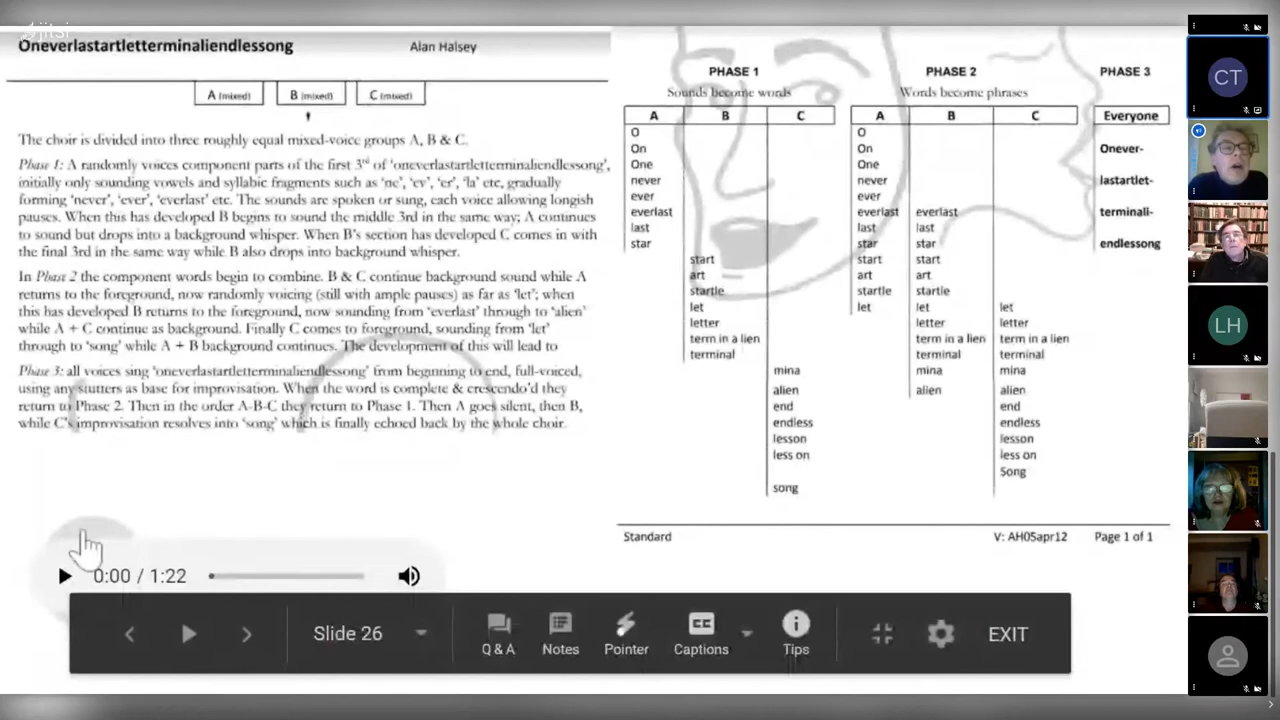 jitsi
Oneverlastartletterminaliendlessong
Alan Halsey
A (mixed)
B (mixed)
C (mixed)
The choir is divided into three roughly equal mixed-voice groups A, B & C.
Phase 1: A randomly voices component parts of the first 3rd of 'oneverlastartletterminaliendlessong',
initially only sounding vowels and syllabic fragments such as 'ne', 'ev', 'er', 'la' etc, gradually
forming 'never', 'ever', 'everlast' etc. The sounds are spoken or sung, each voice allowing longish
pauses. When this has developed B begins to sound the middle 3rd in the same way; A continues
to sound but drops into a background whisper. When B's section has developed C comes in with
the final 3rd in the same way while B also drops into background whisper.
In Phase 2 the component words begin to combine. B & C continue background sound while A
returns to the foreground, now randomly voicing (still with ample pauses) as far as 'let'; when
this has developed B returns to the foreground, now sounding from 'everlast' through to 'alien'
while A + C continue as background. Finally C comes to foreground, sounding from 'let'
through to 'song' while A + B background continues. The development of this will lead to
Phase 3: all voices sing 'oneverlastartletterminaliendlessong' from beginning to end, full-voiced,
using any stutters as base for improvisation. When the word is complete & crescendo'd they
return to Phase 2. Then in the order A-B-C they return to Phase 1. Then A goes silent, then B,
while C's improvisation resolves into 'song' which is finally echoed back by the whole choir.
PHASE 1
Sounds become words
A B C
O
On
One
never
ever
everlast
last
star
start
art
startle
let
letter
term in a lien
terminal
mina
alien
end
endless
lesson
less on
song
PHASE 2
Words become phrases
A B C
O
On
One
never
ever
everlast everlast
last last
star star
start start
art art
startle startle
let let let
letter letter
term in a lien term in a lien
terminal terminal
mina mina
alien alien
end
endless
lesson
less on
Song
PHASE 3
Everyone
Onever-
lastartlet-
terminali-
endlessong
Standard
V: AH05apr12
Page 1 of 1
0:00 / 1:22
Slide 26
Q & A
Notes
Pointer
CC
Captions
Tips
EXIT
CT
LH